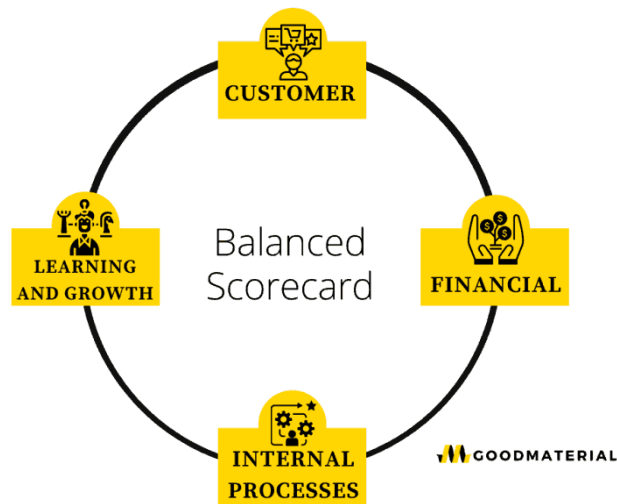 CUSTOMER
Balanced
Scorecard
LEARNING
AND GROWTH
FINANCIAL
INTERNAL
PROCESSES
GOODMATERIAL